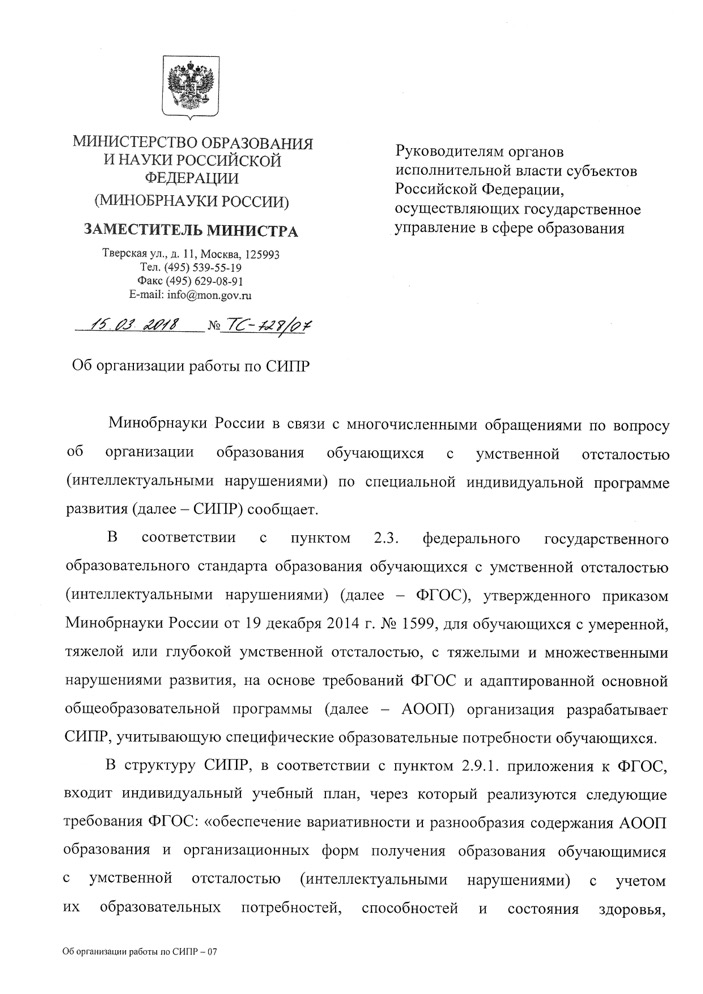 МИНИСТЕРСТВО ОБРАЗОВАНИЯ
И НАУКИ РОССИЙСКОЙ
ФЕДЕРАЦИИ
(МИНОБРНАУКИ РОССИИ)
ЗАМЕСТИТЕЛЬ МИНИСТРА
Тверская ул., д. 11, Москва, 125993
Тел. (495) 539-55-19
Факс (495) 629-08-91
E-mail: info@mon.gov.ru
15.03.2018 № ТС-728/07
Руководителям органов
исполнительной власти субъектов
Российской Федерации,
осуществляющих государственное
управление в сфере образования
Об организации работы по СИПР
Минобрнауки России в связи с многочисленными обращениями по вопросу
об организации образования обучающихся с умственной отсталостью
(интеллектуальными нарушениями) по специальной индивидуальной программе
развития (далее – СИПР) сообщает.
В соответствии с пунктом 2.3. федерального государственного
образовательного стандарта образования обучающихся с умственной отсталостью
(интеллектуальными нарушениями) (далее – ФГОС), утвержденного приказом
Минобрнауки России от 19 декабря 2014 г. № 1599, для обучающихся с умеренной,
тяжелой или глубокой умственной отсталостью, с тяжелыми и множественными
нарушениями развития, на основе требований ФГОС и адаптированной основной
общеобразовательной программы (далее – АООП) организация разрабатывает
СИПР, учитывающую специфические образовательные потребности обучающихся.
В структуру СИПР, в соответствии с пунктом 2.9.1. приложения к ФГОС,
входит индивидуальный учебный план, через который реализуются следующие
требования ФГОС: «обеспечение вариативности и разнообразия содержания АООП
образования и организационных форм получения образования обучающимися
с умственной отсталостью (интеллектуальными нарушениями) с учетом
их образовательных потребностей, способностей и состояния здоровья,
Об организации работы по СИПР – 07